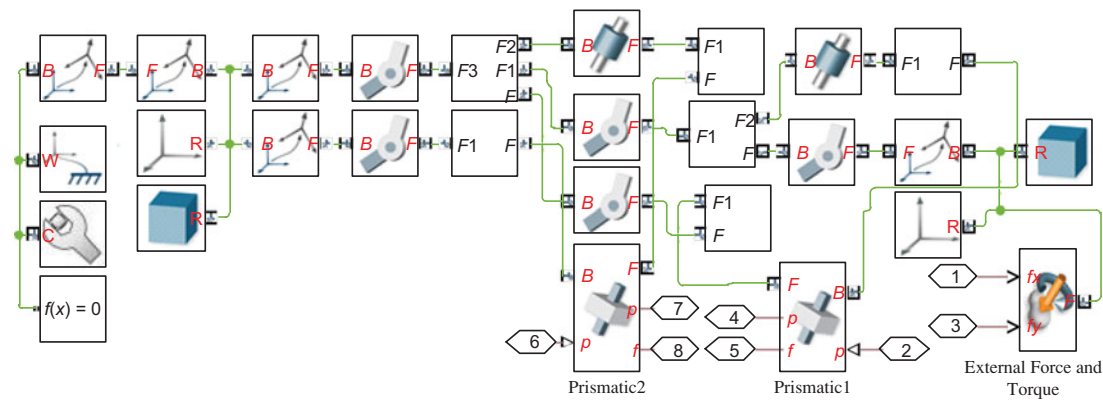 B F F B B F B F F3 F2 F1 F B F F1 F B F F1 F
W R B F B F F1 F B F F1 F2 F B F F B R
C R B F F1 F R
f(x) = 0 B F p f p F B p f p fx fy F
1
7 4
3
6 8 5 2
Prismatic2 Prismatic1 External Force and
Torque